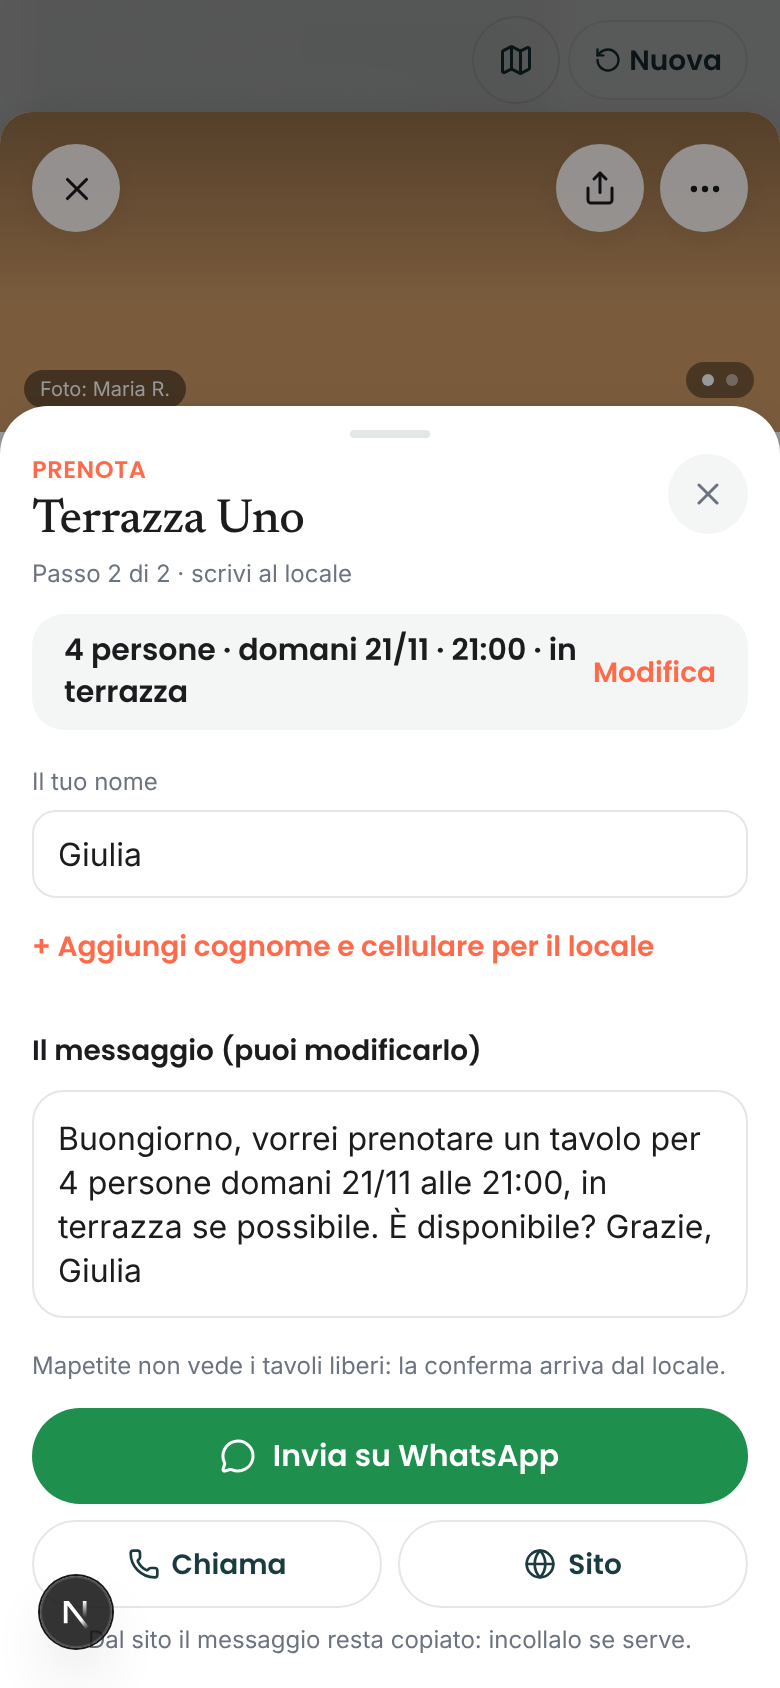 Nuova
Foto: Maria R.
PRENOTA
Terrazza Uno
Passo 2 di 2 · scrivi al locale
4 persone · domani 21/11 · 21:00 · in
terrazza
Modifica
Il tuo nome
Giulia
+ Aggiungi cognome e cellulare per il locale
Il messaggio (puoi modificarlo)
Buongiorno, vorrei prenotare un tavolo per
4 persone domani 21/11 alle 21:00, in
terrazza se possibile. È disponibile? Grazie,
Giulia
Mapetite non vede i tavoli liberi: la conferma arriva dal locale.
Invia su WhatsApp
Chiama
Sito
N
Dal sito il messaggio resta copiato: incollalo se serve.